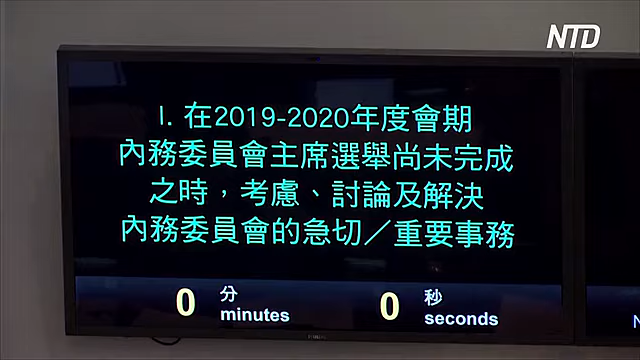 NTD
I. 在2019-2020年度會期
內務委員會主席選舉尚未完成
之時，考慮、討論及解決
內務委員會的急切／重要事務
0 分 minutes 0 秒 seconds